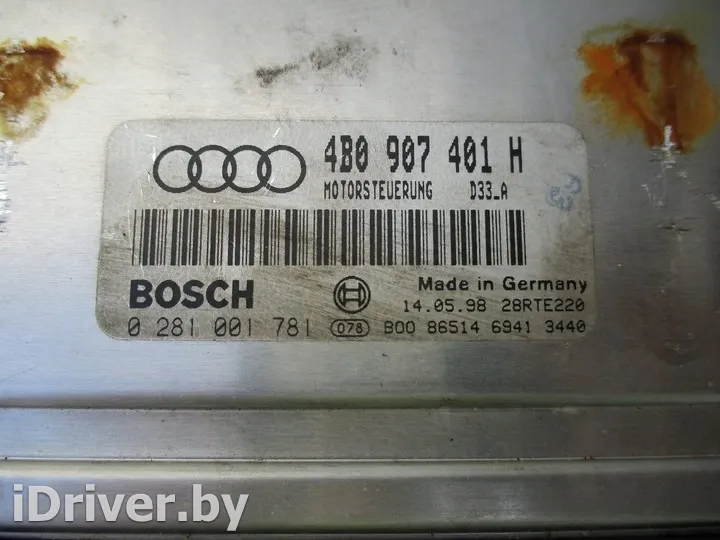 4B0 907 401 H
MOTORSTEUERUNG D33_A
BOSCH
Made in Germany
14.05.98 28RTE220
0 281 001 781 078 B00 86514 6941 3440
iDriver.by